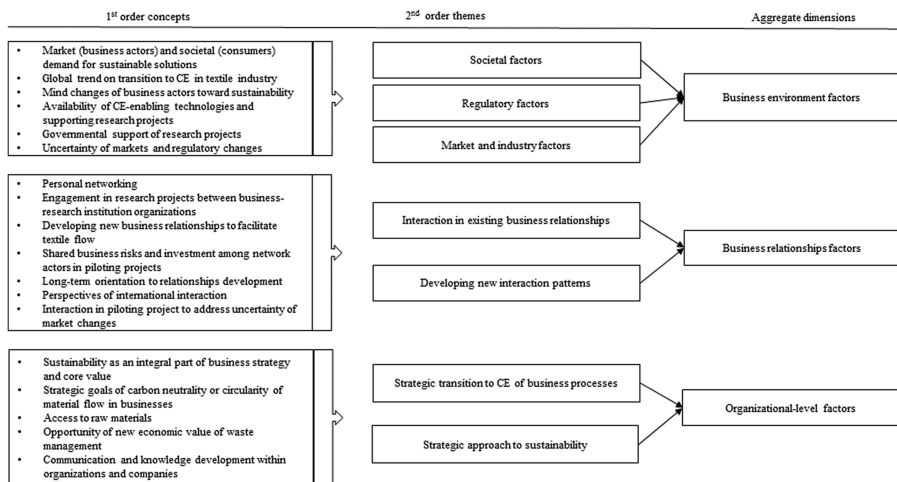 1st order concepts
2nd order themes
Aggregate dimensions
• Market (business actors) and societal (consumers)
demand for sustainable solutions
• Global trend on transition to CE in textile industry
• Mind changes of business actors toward sustainability
• Availability of CE-enabling technologies and
supporting research projects
• Governmental support of research projects
• Uncertainty of markets and regulatory changes
Societal factors
Regulatory factors
Market and industry factors
Business environment factors
• Personal networking
• Engagement in research projects between business-
research institution organizations
• Developing new business relationships to facilitate
textile flow
• Shared business risks and investment among network
actors in piloting projects
• Long-term orientation to relationships development
• Perspectives of international interaction
• Interaction in piloting project to address uncertainty of
market changes
Interaction in existing business relationships
Developing new interaction patterns
Business relationships factors
• Sustainability as an integral part of business strategy
and core value
• Strategic goals of carbon neutrality or circularity of
material flow in businesses
• Access to raw materials
• Opportunity of new economic value of waste
management
• Communication and knowledge development within
organizations and companies
Strategic transition to CE of business processes
Strategic approach to sustainability
Organizational-level factors